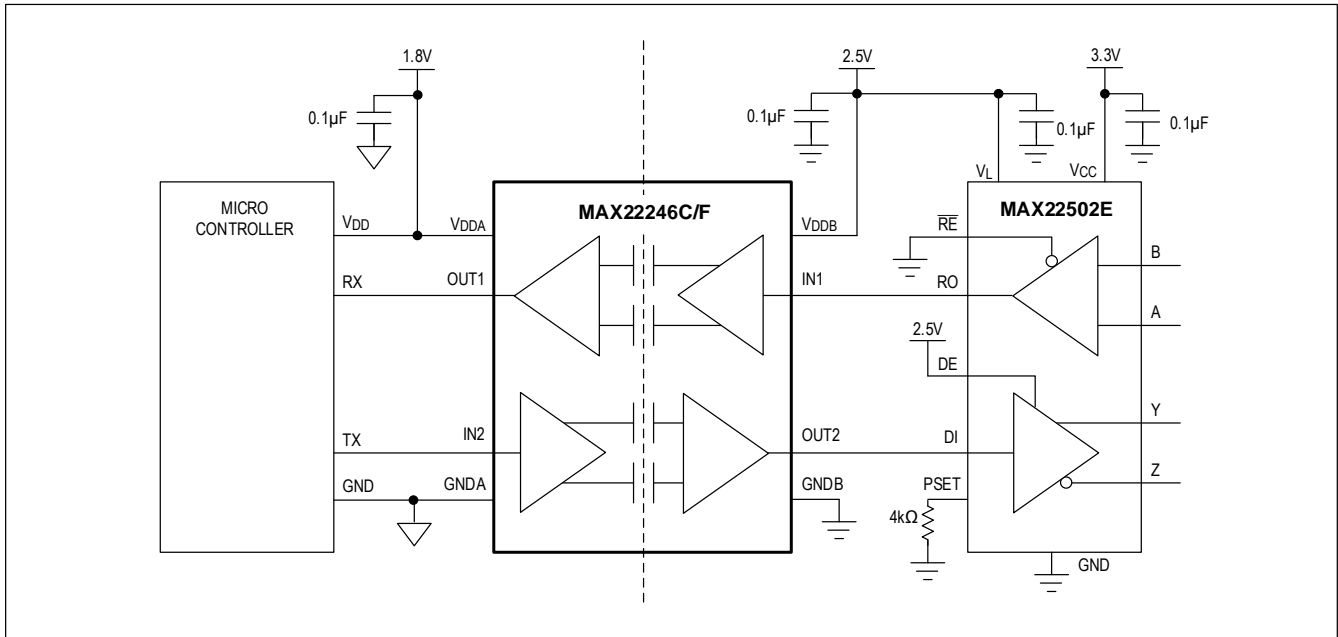 1.8V
0.1µF
2.5V
0.1µF
0.1µF
3.3V
0.1µF
MICRO
CONTROLLER
VDD
RX
TX
GND
MAX22246C/F
VDDA
OUT1
IN2
GNDA
VDDB
IN1
OUT2
GNDB
MAX22502E
VL
VCC
RE
RO
2.5V
DE
DI
PSET
4kΩ
B
A
Y
Z
GND